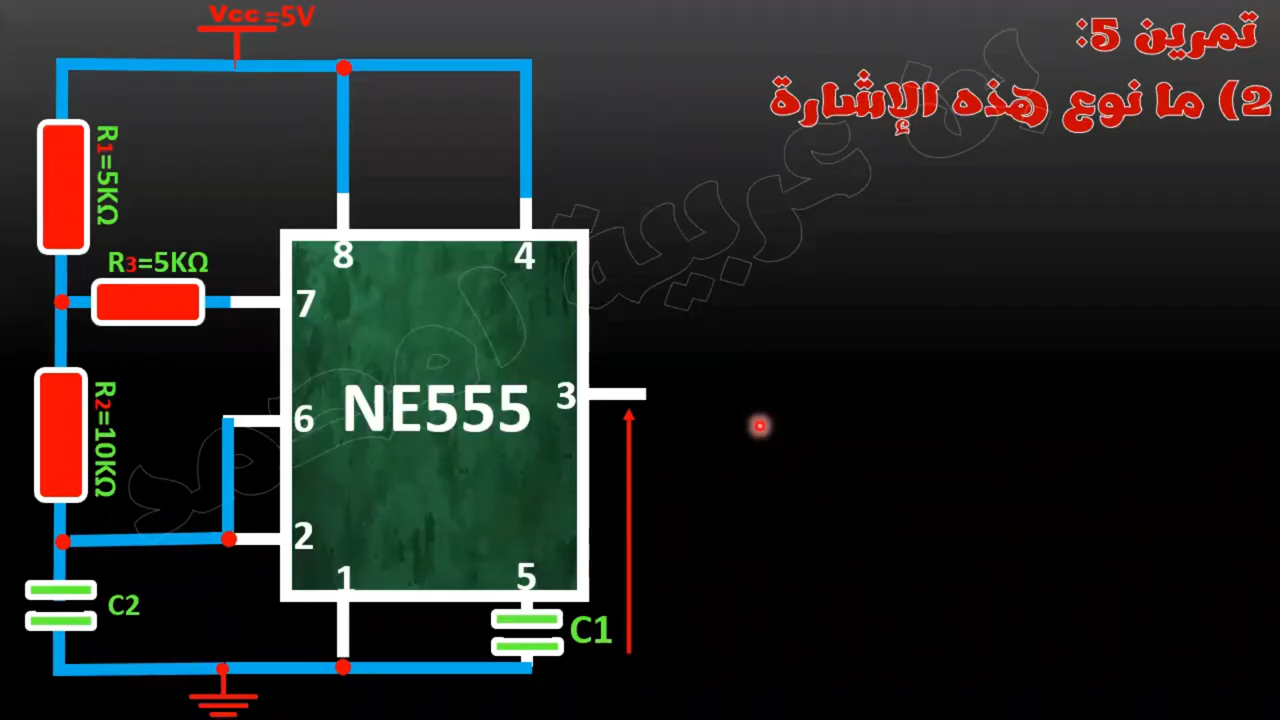 Vcc=5V
تمرين 5:
2) ما نوع هذه الإشارة
R1=5KΩ
8
4
R3=5KΩ
7
R2=10KΩ
6
NE555
3
2
1
5
C2
C1